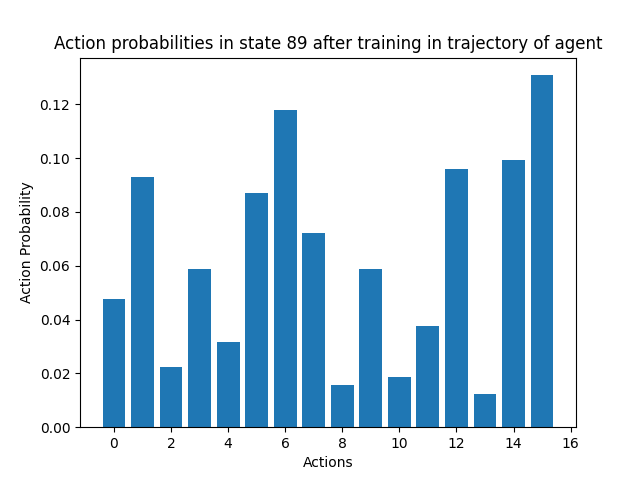 Action probabilities in state 89 after training in trajectory of agent
0.12
0.10
0.08
0.06
0.04
0.02
0.00
Action Probability
0 2 4 6 8 10 12 14 16
Actions